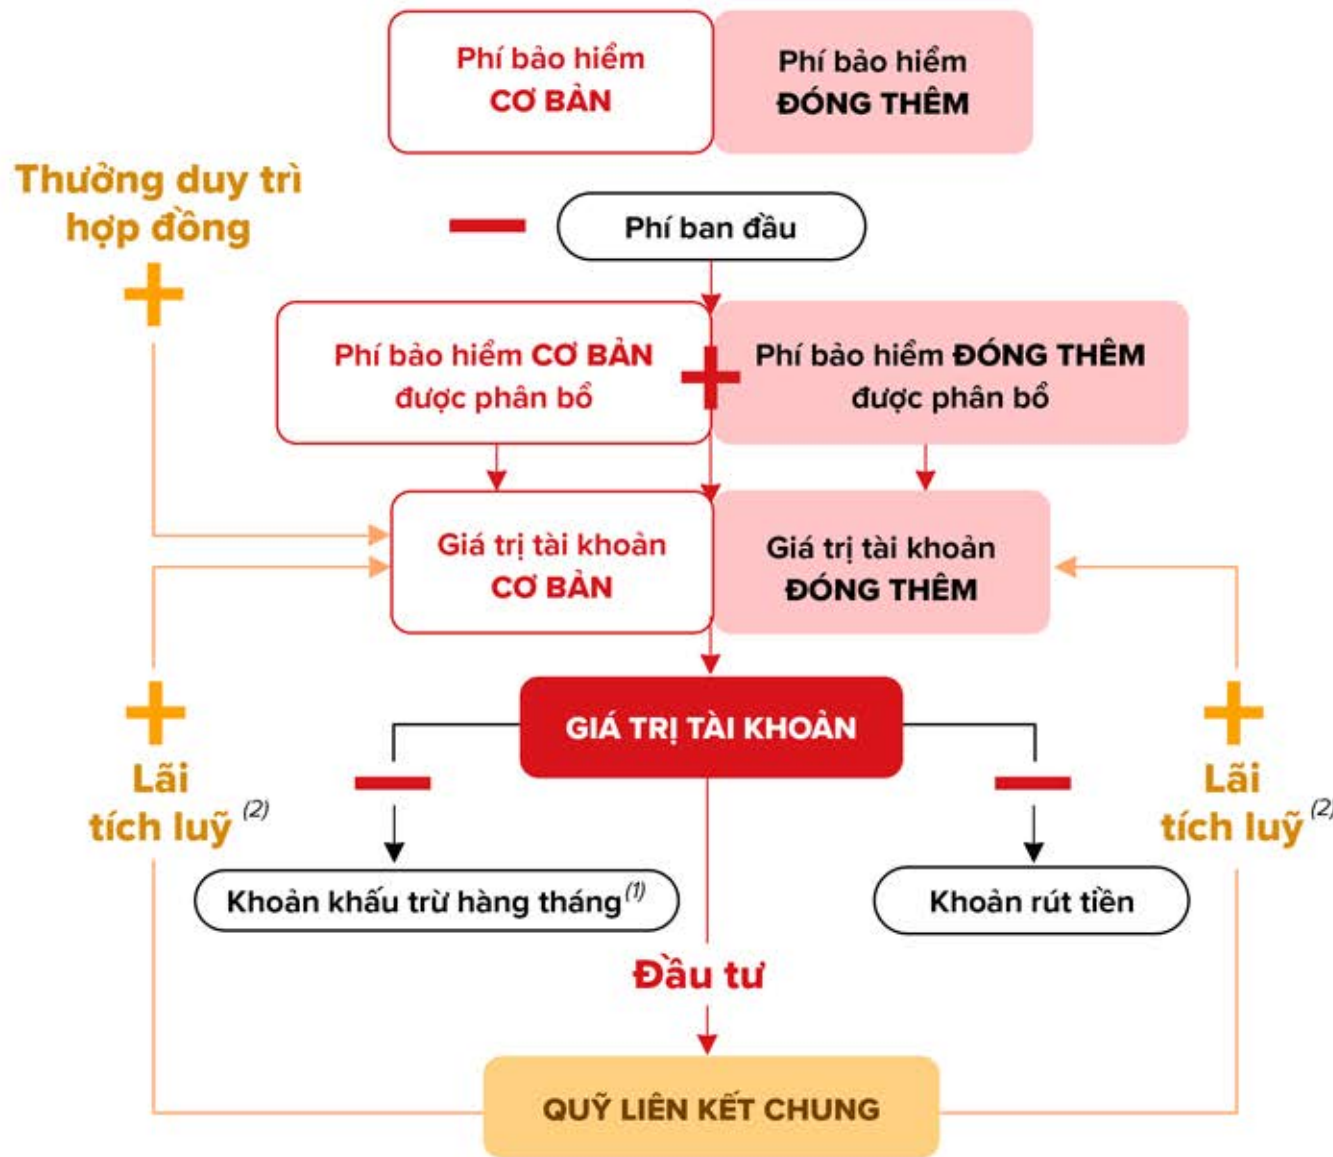 Phí bảo hiểm
CƠ BẢN
Phí bảo hiểm
ĐÓNG THÊM
Thưởng duy trì
hợp đồng
Phí ban đầu
Phí bảo hiểm CƠ BẢN
được phân bổ
Phí bảo hiểm ĐÓNG THÊM
được phân bổ
Giá trị tài khoản
CƠ BẢN
Giá trị tài khoản
ĐÓNG THÊM
GIÁ TRỊ TÀI KHOẢN
Lãi
tích luỹ (2)
Lãi
tích luỹ (2)
Khoản khấu trừ hàng tháng(1)
Khoản rút tiền
Đầu tư
QUỸ LIÊN KẾT CHUNG